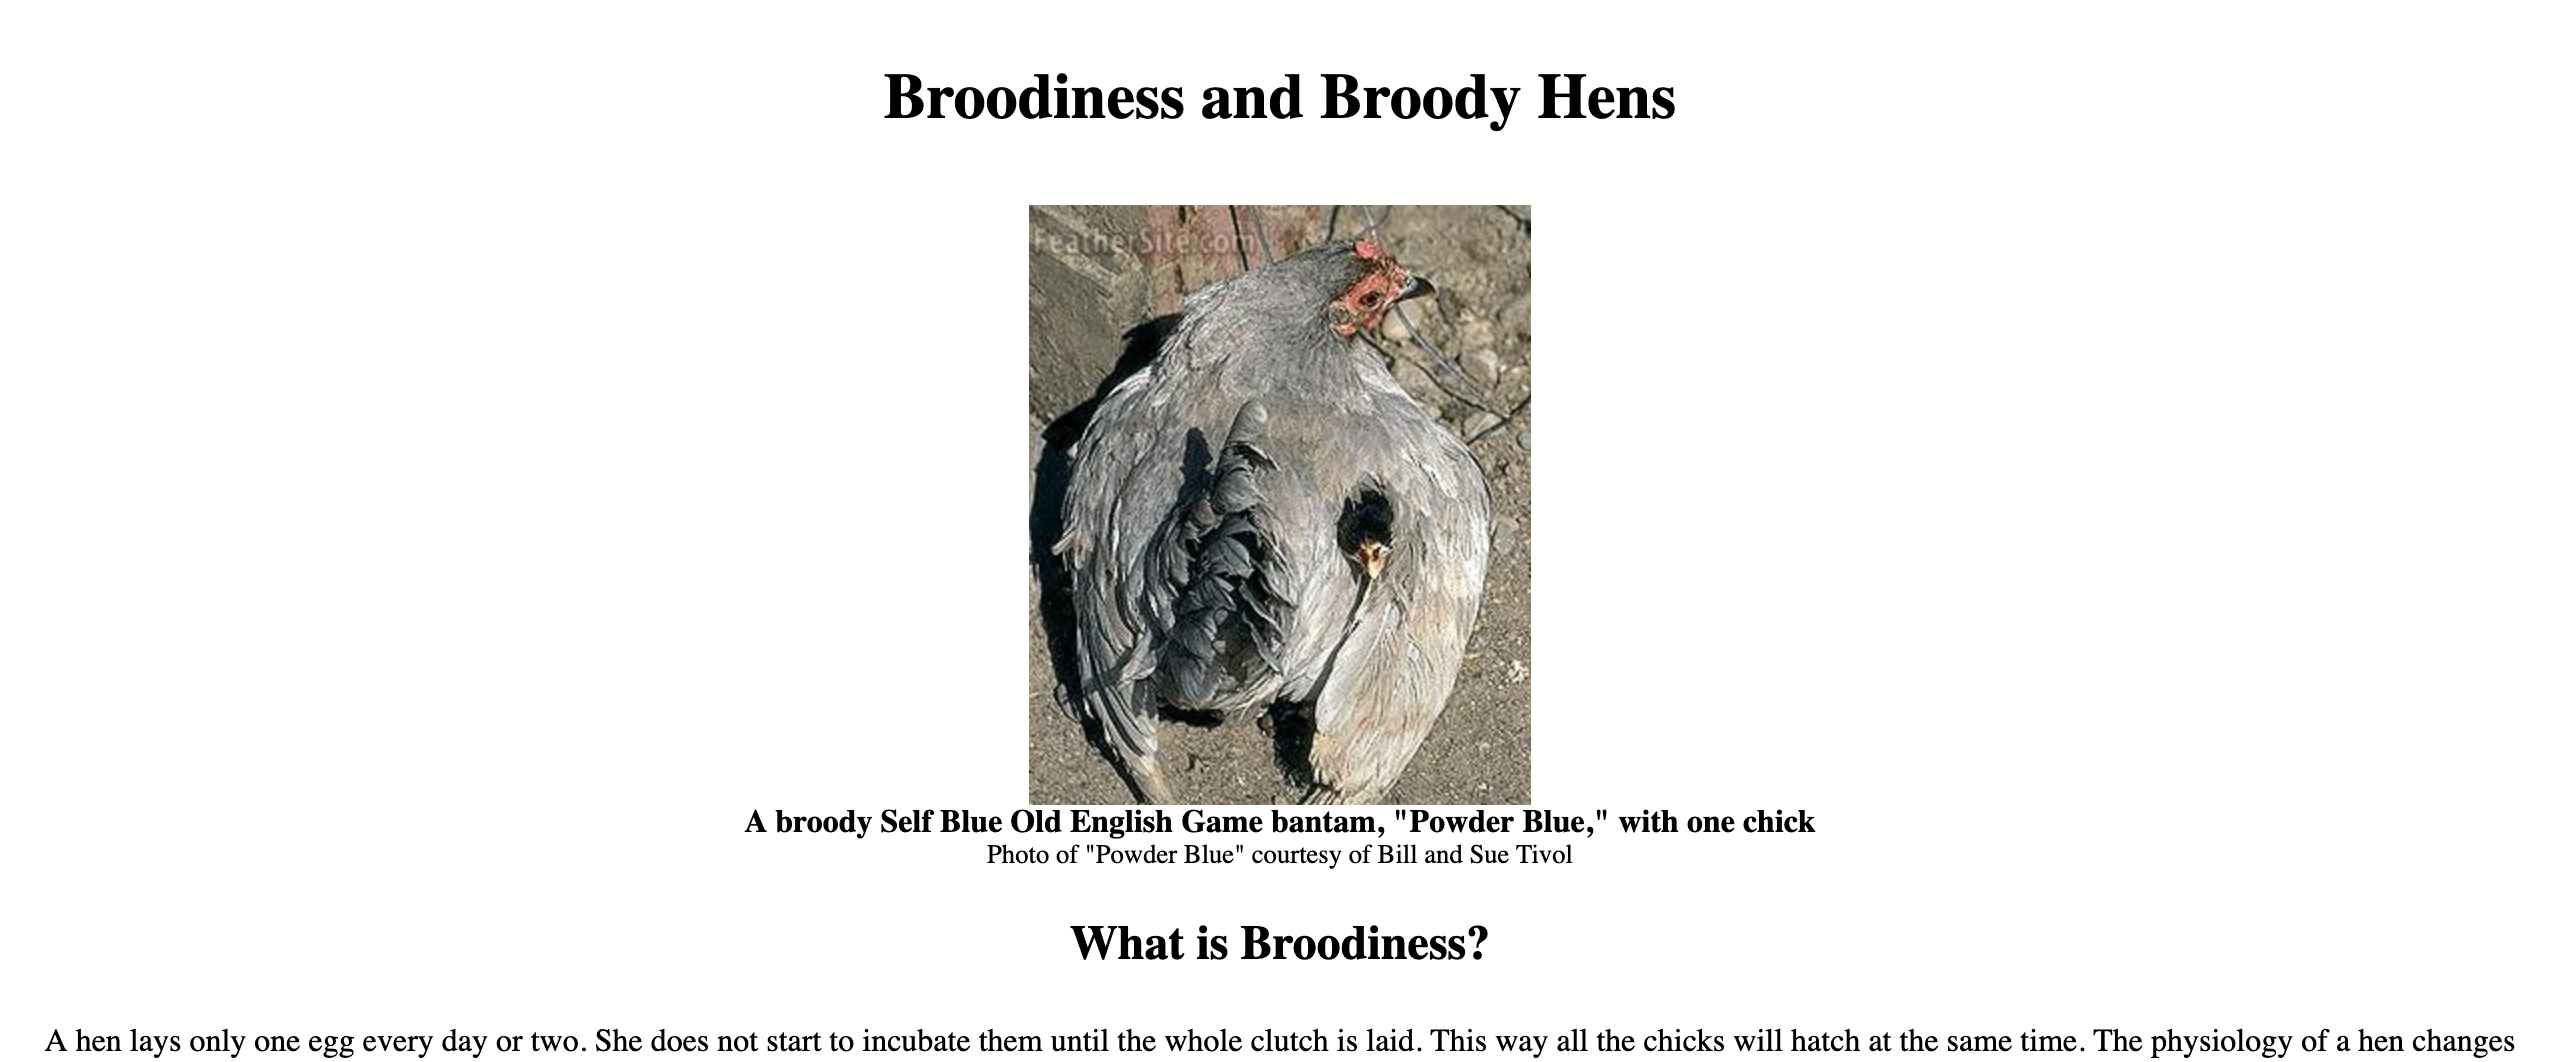 Broodiness and Broody Hens
FeatherSite.com
A broody Self Blue Old English Game bantam, "Powder Blue," with one chick
Photo of "Powder Blue" courtesy of Bill and Sue Tivol
What is Broodiness?
A hen lays only one egg every day or two. She does not start to incubate them until the whole clutch is laid. This way all the chicks will hatch at the same time. The physiology of a hen changes